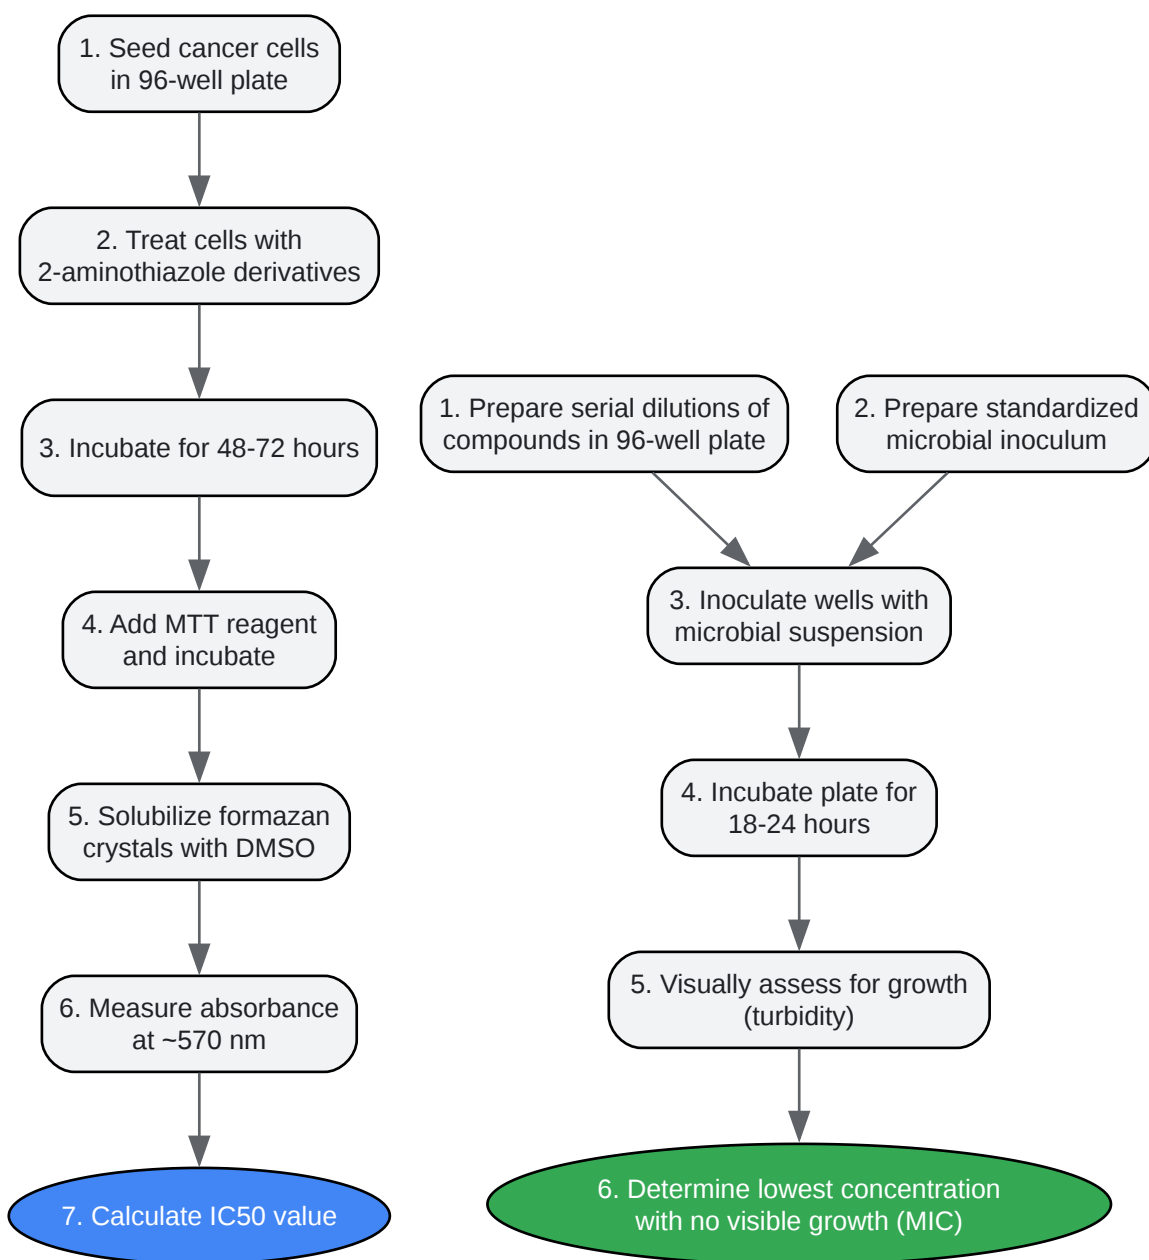 1. Seed cancer cells
in 96-well plate
2. Treat cells with
2-aminothiazole derivatives
3. Incubate for 48-72 hours
4. Add MTT reagent
and incubate
5. Solubilize formazan
crystals with DMSO
6. Measure absorbance
at ~570 nm
7. Calculate IC50 value
1. Prepare serial dilutions of
compounds in 96-well plate
2. Prepare standardized
microbial inoculum
3. Inoculate wells with
microbial suspension
4. Incubate plate for
18-24 hours
5. Visually assess for growth
(turbidity)
6. Determine lowest concentration
with no visible growth (MIC)